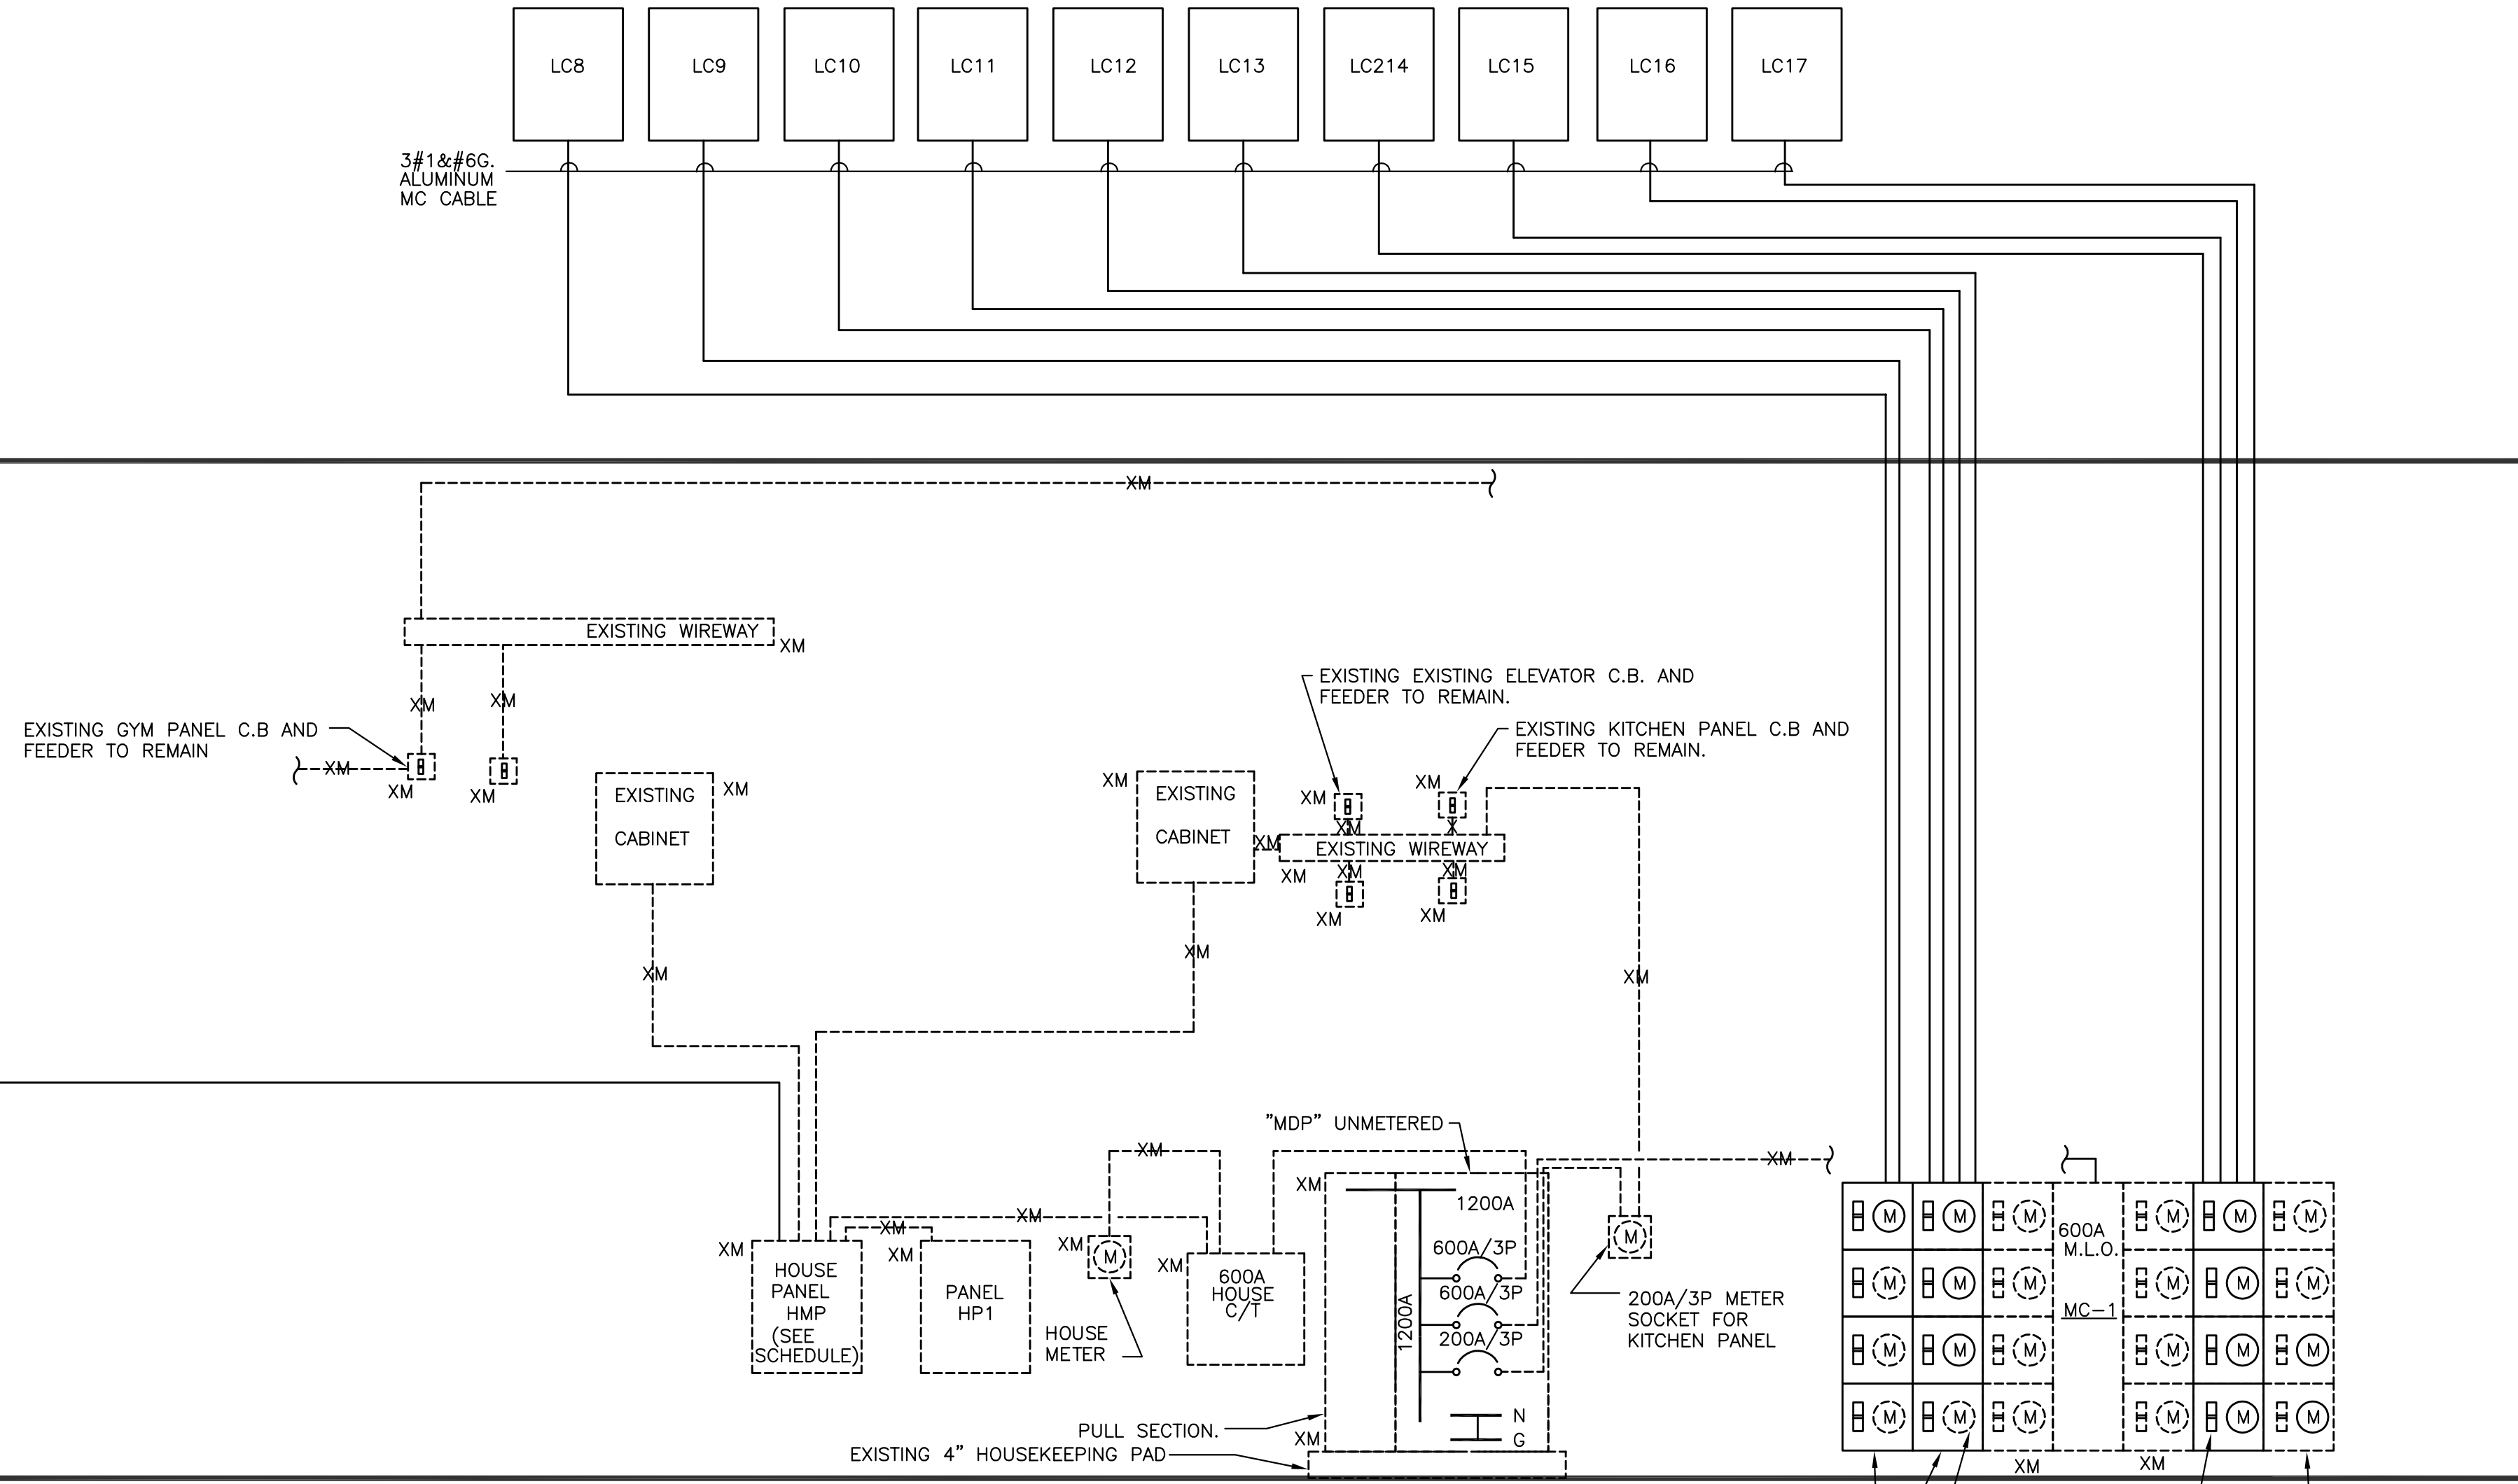 LC8
LC9
LC10
LC11
LC12
LC13
LC214
LC15
LC16
LC17
3#1&#6G.
ALUMINUM
MC CABLE
XM
EXISTING WIREWAY
XM
XM
XM
EXISTING GYM PANEL C.B AND
FEEDER TO REMAIN
XM
XM
XM
EXISTING EXISTING ELEVATOR C.B. AND
FEEDER TO REMAIN.
EXISTING KITCHEN PANEL C.B AND
FEEDER TO REMAIN.
EXISTING
CABINET
XM
XM
EXISTING
CABINET
XM
XM
XM
XM
X
EXISTING WIREWAY
XM
XM
XM
XM
XM
XM
XM
XM
"MDP" UNMETERED
XM
XM
XM
XM
XM
XM
HOUSE
PANEL
HMP
(SEE
SCHEDULE)
XM
PANEL
HP1
XM
M
HOUSE
METER
XM
600A
HOUSE
C/T
XM
1200A
600A/3P
600A/3P
200A/3P
1200A
N
G
M
200A/3P METER
SOCKET FOR
KITCHEN PANEL
PULL SECTION.
XM
EXISTING 4" HOUSEKEEPING PAD
M M M M M M
600A
M.L.O.
M M M M M M
MC-1
M M M M M M
M M M M M M
XM
XM